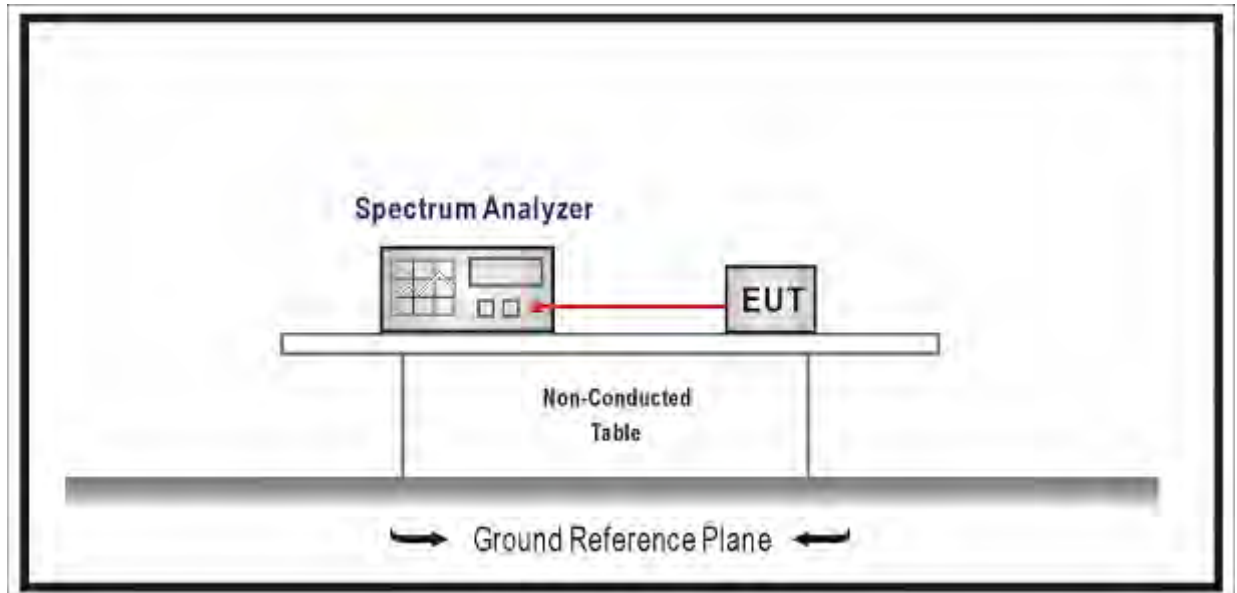 Spectrum Analyzer
EUT
Non-Conducted
Table
Ground Reference Plane